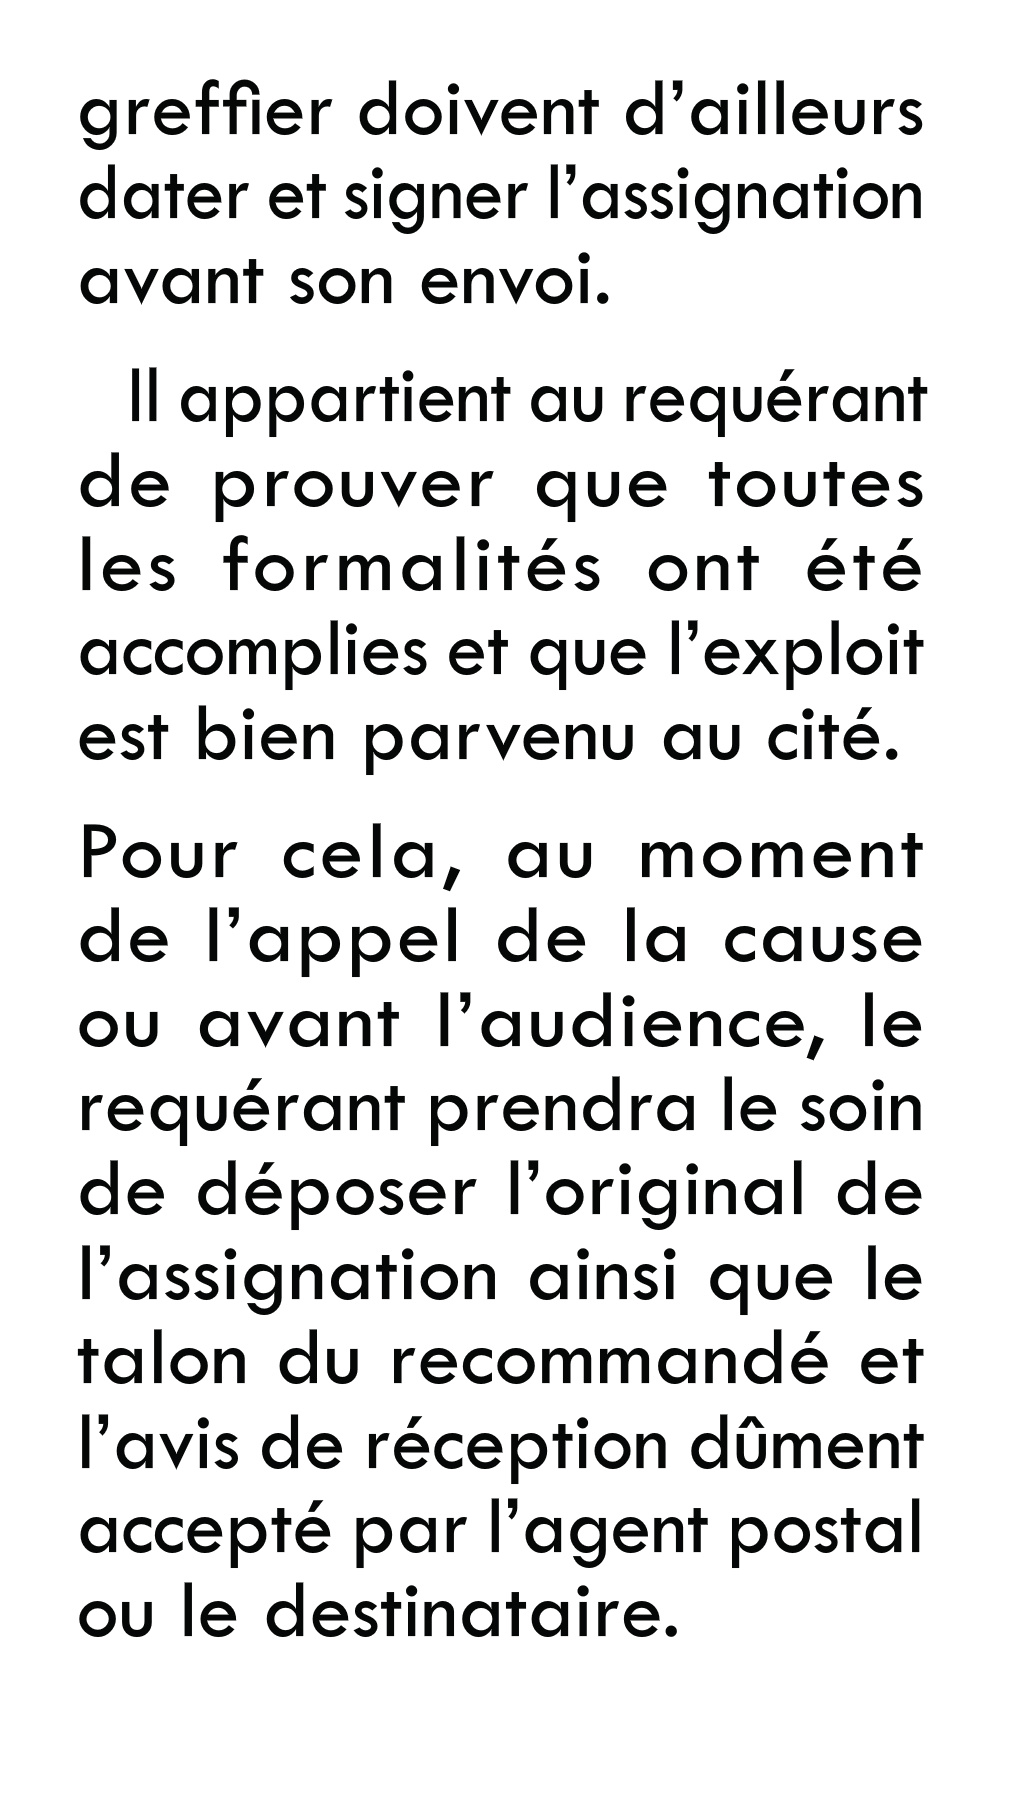 greffier doivent d’ailleurs
dater et signer l’assignation
avant son envoi.
Il appartient au requérant
de prouver que toutes
les formalités ont été
accomplies et que l’exploit
est bien parvenu au cité.
Pour cela, au moment
de l’appel de la cause
ou avant l’audience, le
requérant prendra le soin
de déposer l’original de
l’assignation ainsi que le
talon du recommandé et
l’avis de réception dûment
accepté par l’agent postal
ou le destinataire.